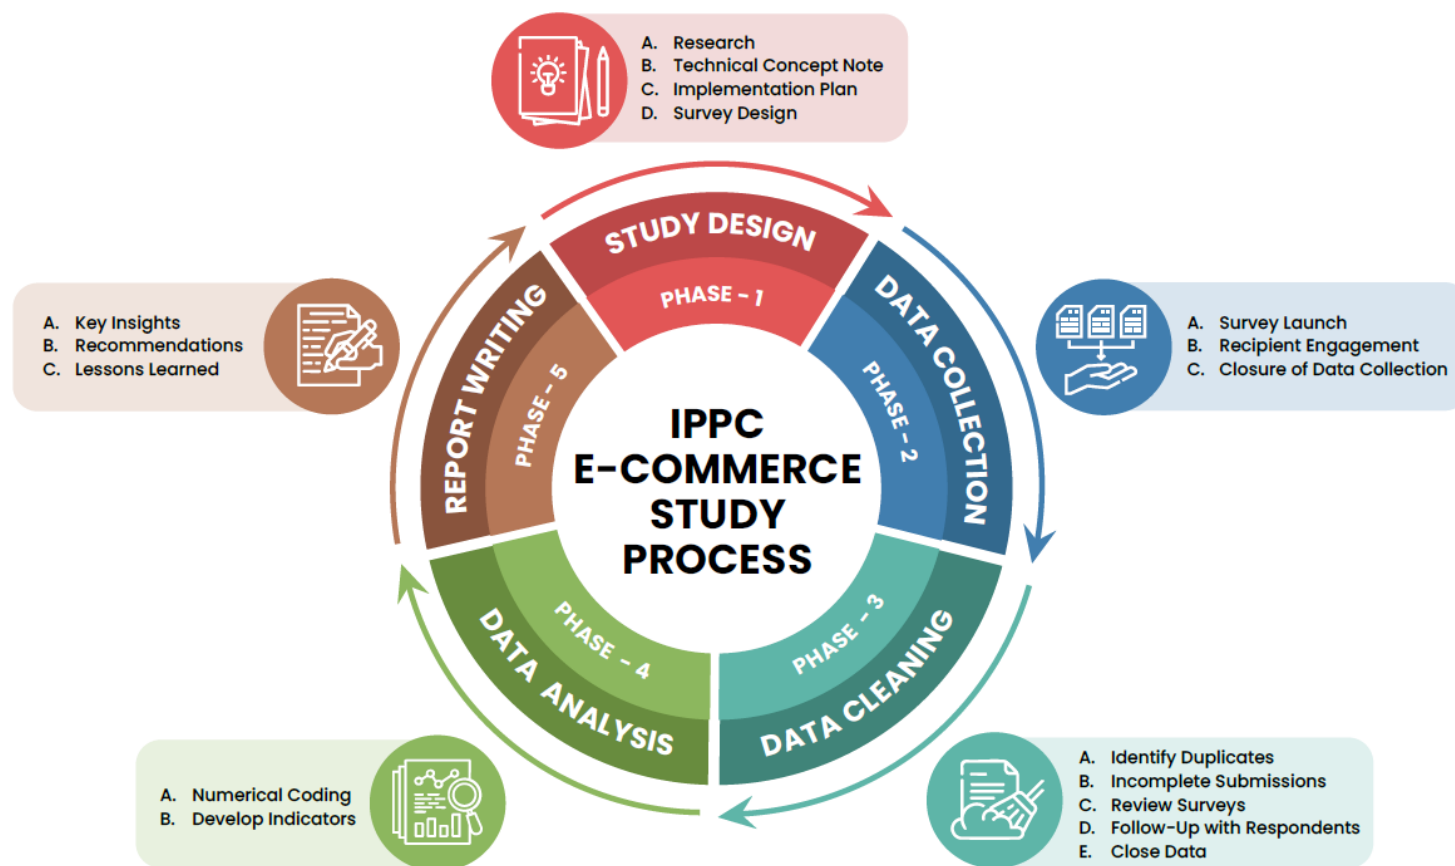 A. Research
B. Technical Concept Note
C. Implementation Plan
D. Survey Design
STUDY DESIGN
PHASE - 1
DATA COLLECTION
PHASE - 2
A. Survey Launch
B. Recipient Engagement
C. Closure of Data Collection
DATA CLEANING
PHASE - 3
A. Identify Duplicates
B. Incomplete Submissions
C. Review Surveys
D. Follow-Up with Respondents
E. Close Data
DATA ANALYSIS
PHASE - 4
A. Numerical Coding
B. Develop Indicators
REPORT WRITING
PHASE - 5
A. Key Insights
B. Recommendations
C. Lessons Learned
IPPC
E-COMMERCE
STUDY
PROCESS